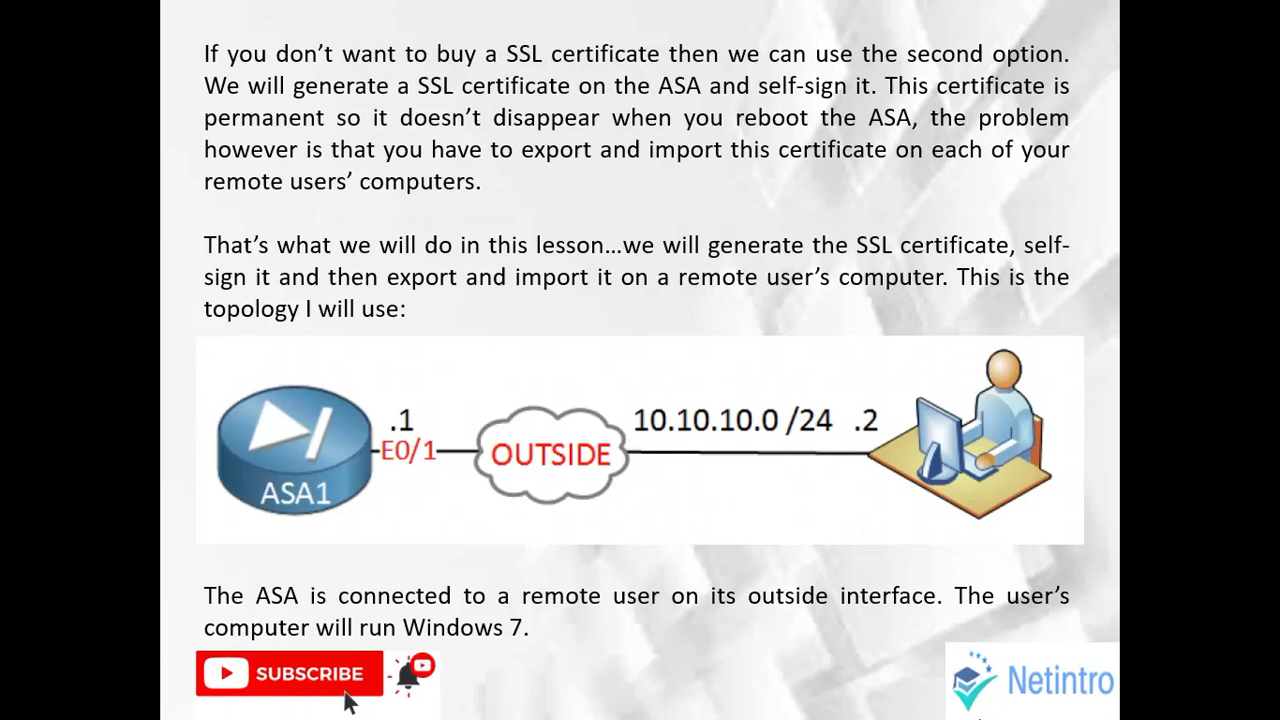 If you don’t want to buy a SSL certificate then we can use the second option.
We will generate a SSL certificate on the ASA and self-sign it. This certificate is
permanent so it doesn’t disappear when you reboot the ASA, the problem
however is that you have to export and import this certificate on each of your
remote users’ computers.
That’s what we will do in this lesson…we will generate the SSL certificate, self-
sign it and then export and import it on a remote user’s computer. This is the
topology I will use:
.1
10.10.10.0 /24 .2
E0/1
OUTSIDE
ASA1
The ASA is connected to a remote user on its outside interface. The user’s
computer will run Windows 7.
SUBSCRIBE
Netintro